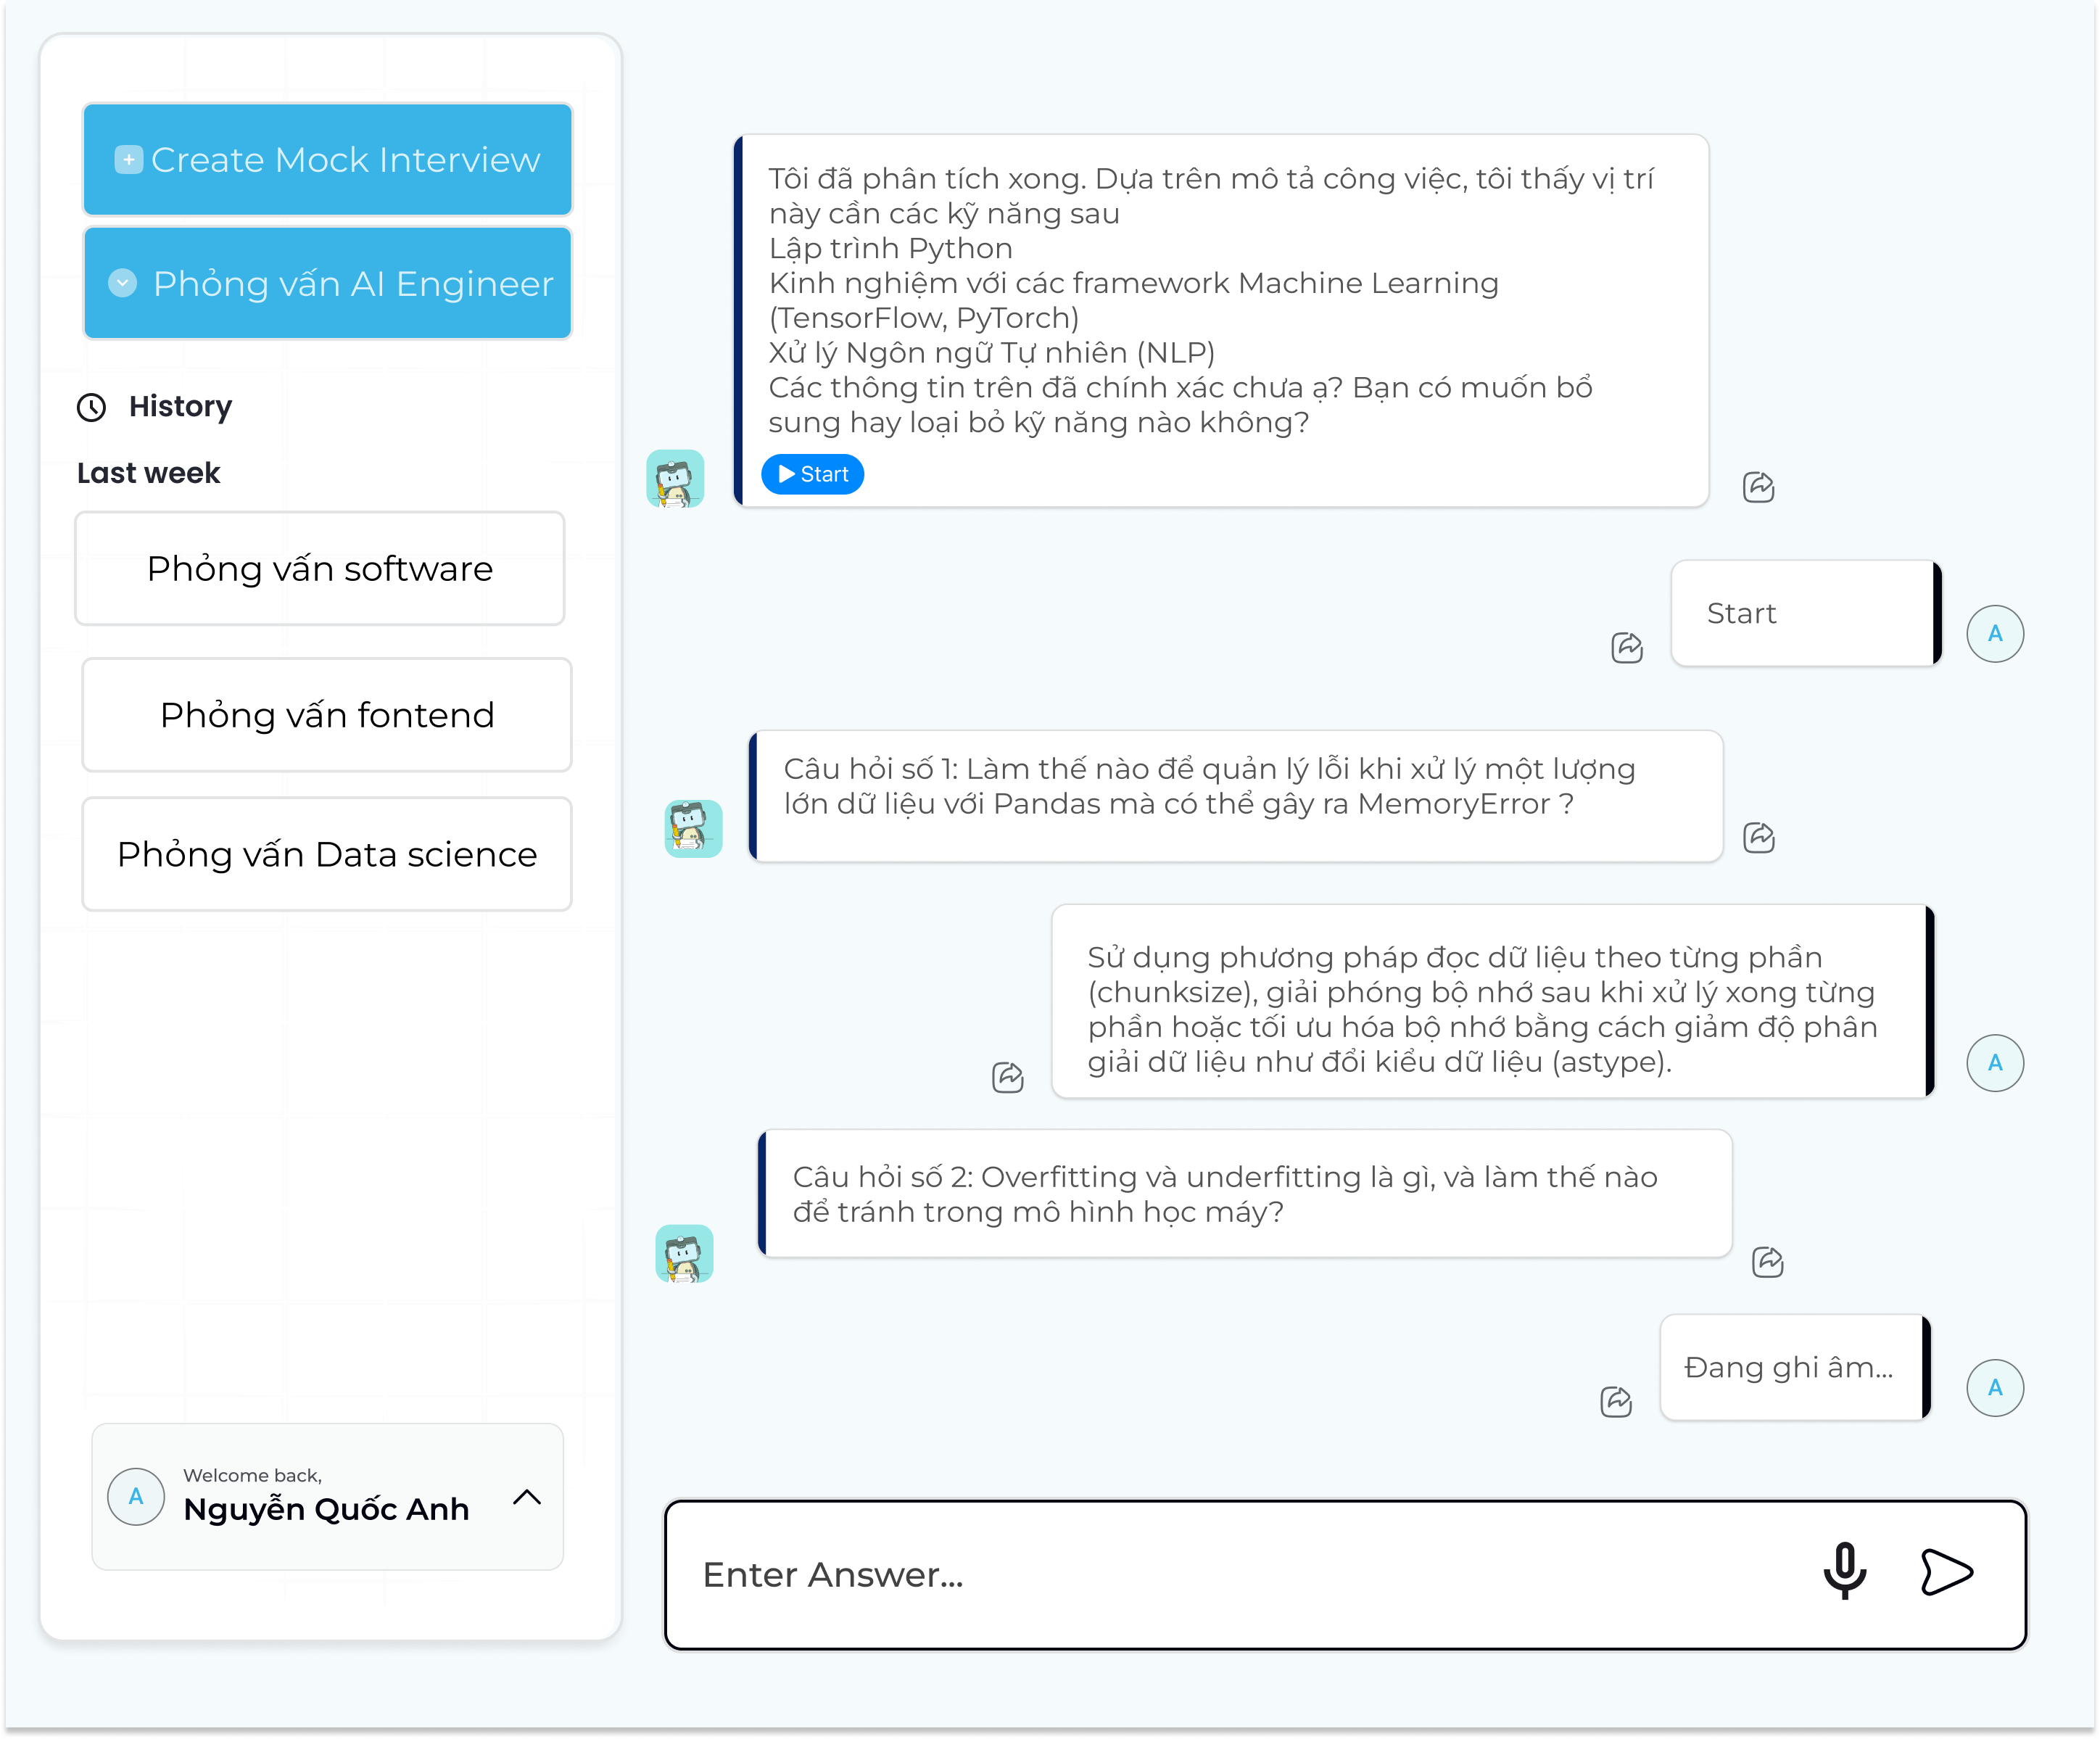 Create Mock Interview
Phỏng vấn AI Engineer
History
Last week
Phỏng vấn software
Phỏng vấn fontend
Phỏng vấn Data science
A
Welcome back,
Nguyễn Quốc Anh
Tôi đã phân tích xong. Dựa trên mô tả công việc, tôi thấy vị trí
này cần các kỹ năng sau
Lập trình Python
Kinh nghiệm với các framework Machine Learning
(TensorFlow, PyTorch)
Xử lý Ngôn ngữ Tự nhiên (NLP)
Các thông tin trên đã chính xác chưa ạ? Bạn có muốn bổ
sung hay loại bỏ kỹ năng nào không?
Start
Start
A
Câu hỏi số 1: Làm thế nào để quản lý lỗi khi xử lý một lượng
lớn dữ liệu với Pandas mà có thể gây ra MemoryError ?
Sử dụng phương pháp đọc dữ liệu theo từng phần
(chunksize), giải phóng bộ nhớ sau khi xử lý xong từng
phần hoặc tối ưu hóa bộ nhớ bằng cách giảm độ phân
giải dữ liệu như đổi kiểu dữ liệu (astype).
A
Câu hỏi số 2: Overfitting và underfitting là gì, và làm thế nào
để tránh trong mô hình học máy?
Đang ghi âm...
A
Enter Answer...